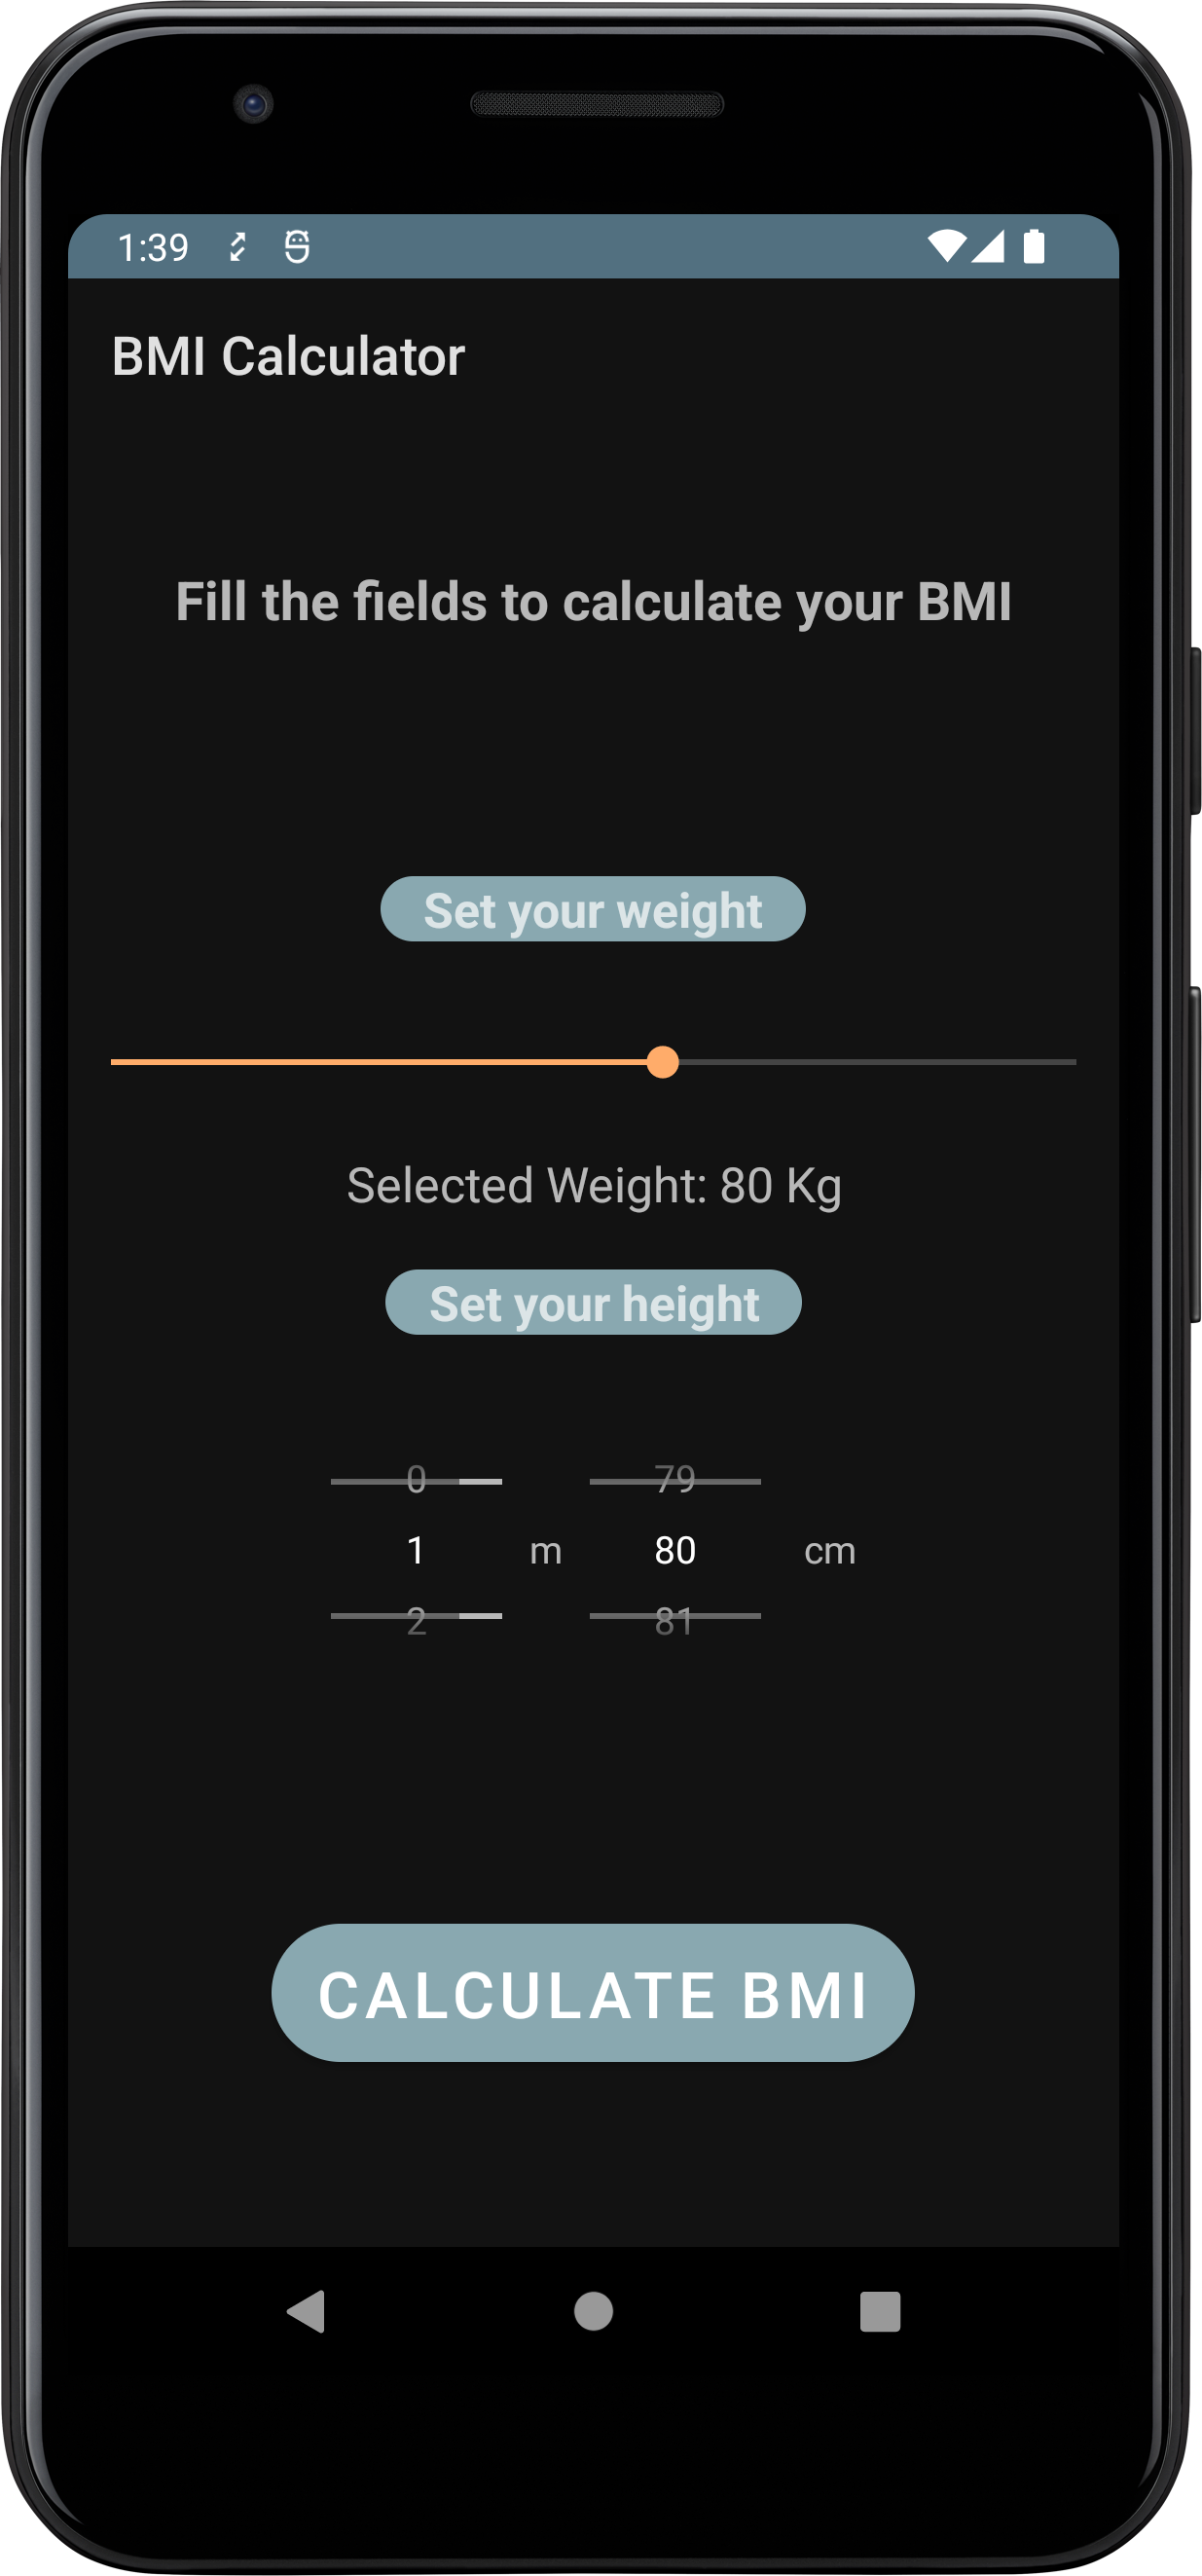 1:39
BMI Calculator
Fill the fields to calculate your BMI
Set your weight
Selected Weight: 80 Kg
Set your height
0 79
1 m 80 cm
2 81
CALCULATE BMI